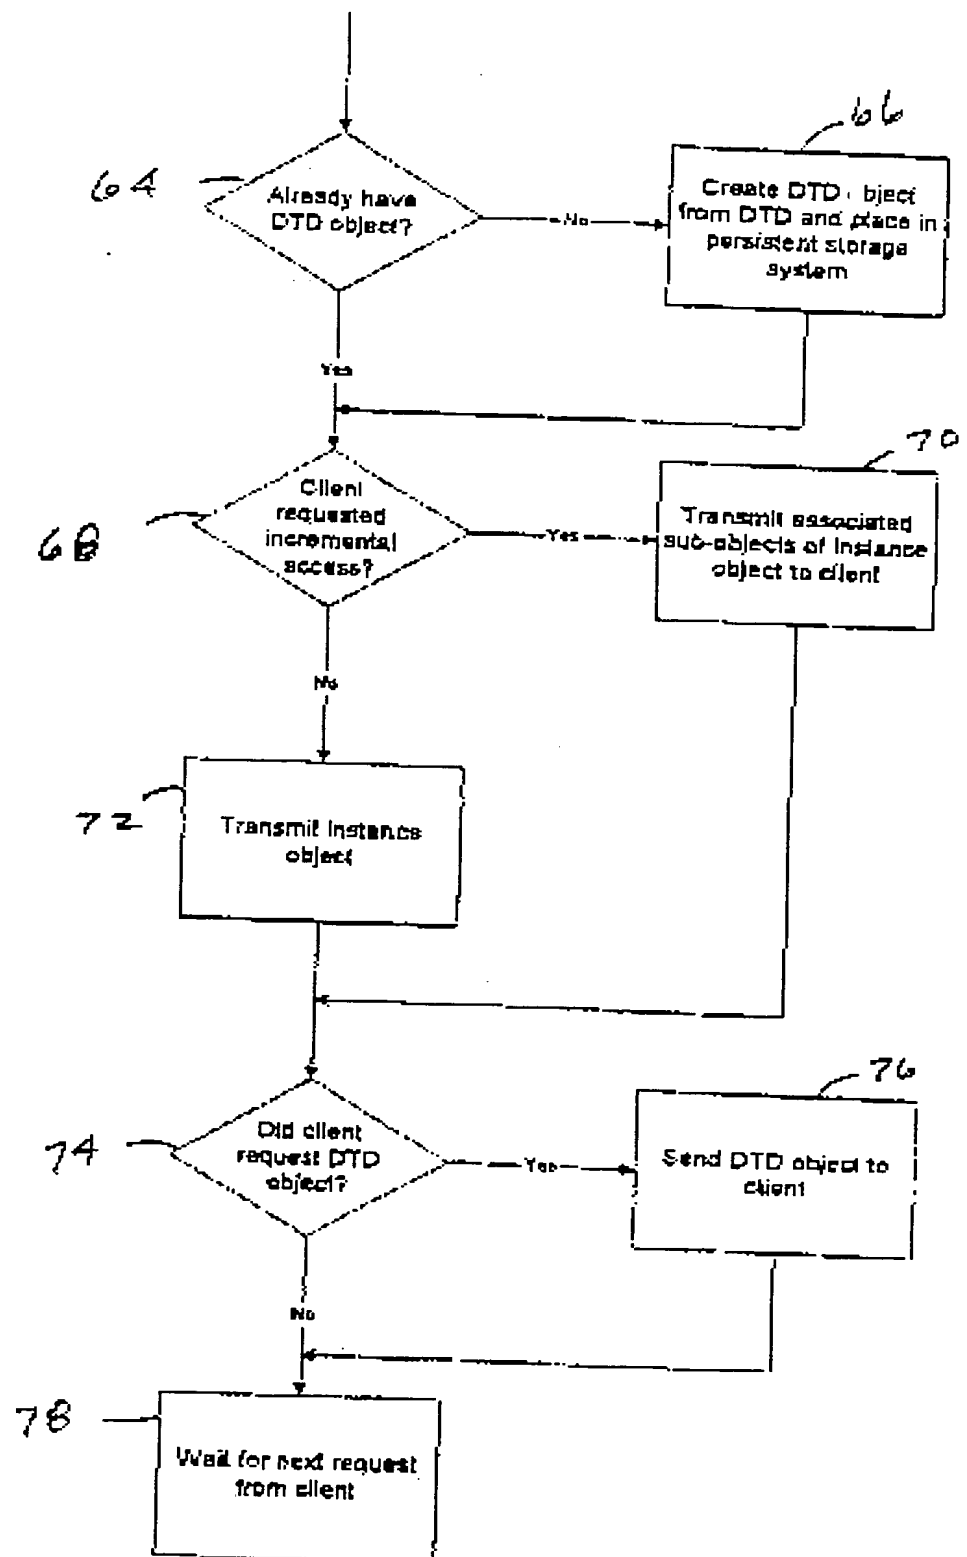 66
64
Already have
DTD object?
No
Create DTD object
from DTD and place in
persistent storage
system
Yes
70
68
Client
requested
incremental
access?
Yes
Transmit associated
sub-objects of instance
object to client
No
72
Transmit instance
object
76
74
Did client
request DTD
object?
Yes
Send DTD object to
client
No
78
Wait for next request
from client